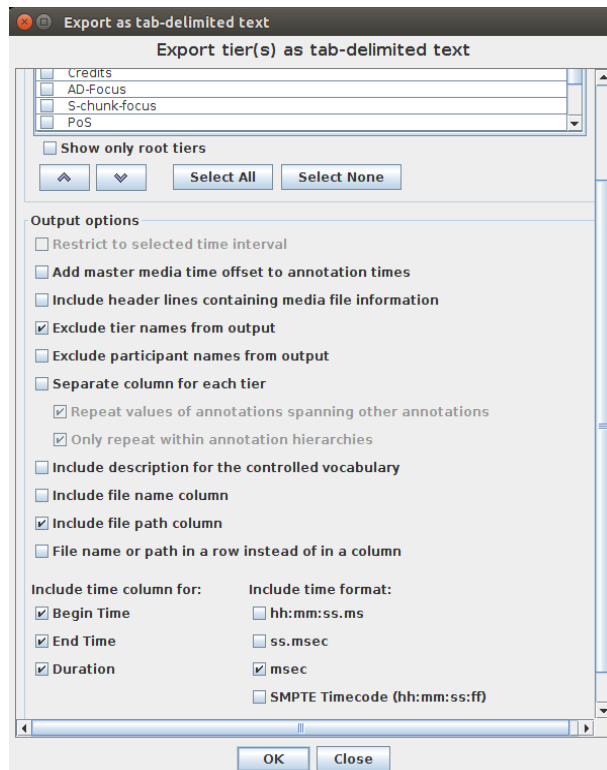 Export as tab-delimited text
Export tier(s) as tab-delimited text
Credits
AD-Focus
S-chunk-focus
PoS
Show only root tiers
Select All Select None
Output options
Restrict to selected time interval
Add master media time offset to annotation times
Include header lines containing media file information
Exclude tier names from output
Exclude participant names from output
Separate column for each tier
Repeat values of annotations spanning other annotations
Only repeat within annotation hierarchies
Include description for the controlled vocabulary
Include file name column
Include file path column
File name or path in a row instead of in a column
Include time column for: Include time format:
Begin Time hh:mm:ss.ms
End Time ss.msec
Duration msec
SMPTE Timecode (hh:mm:ss:ff)
OK Close